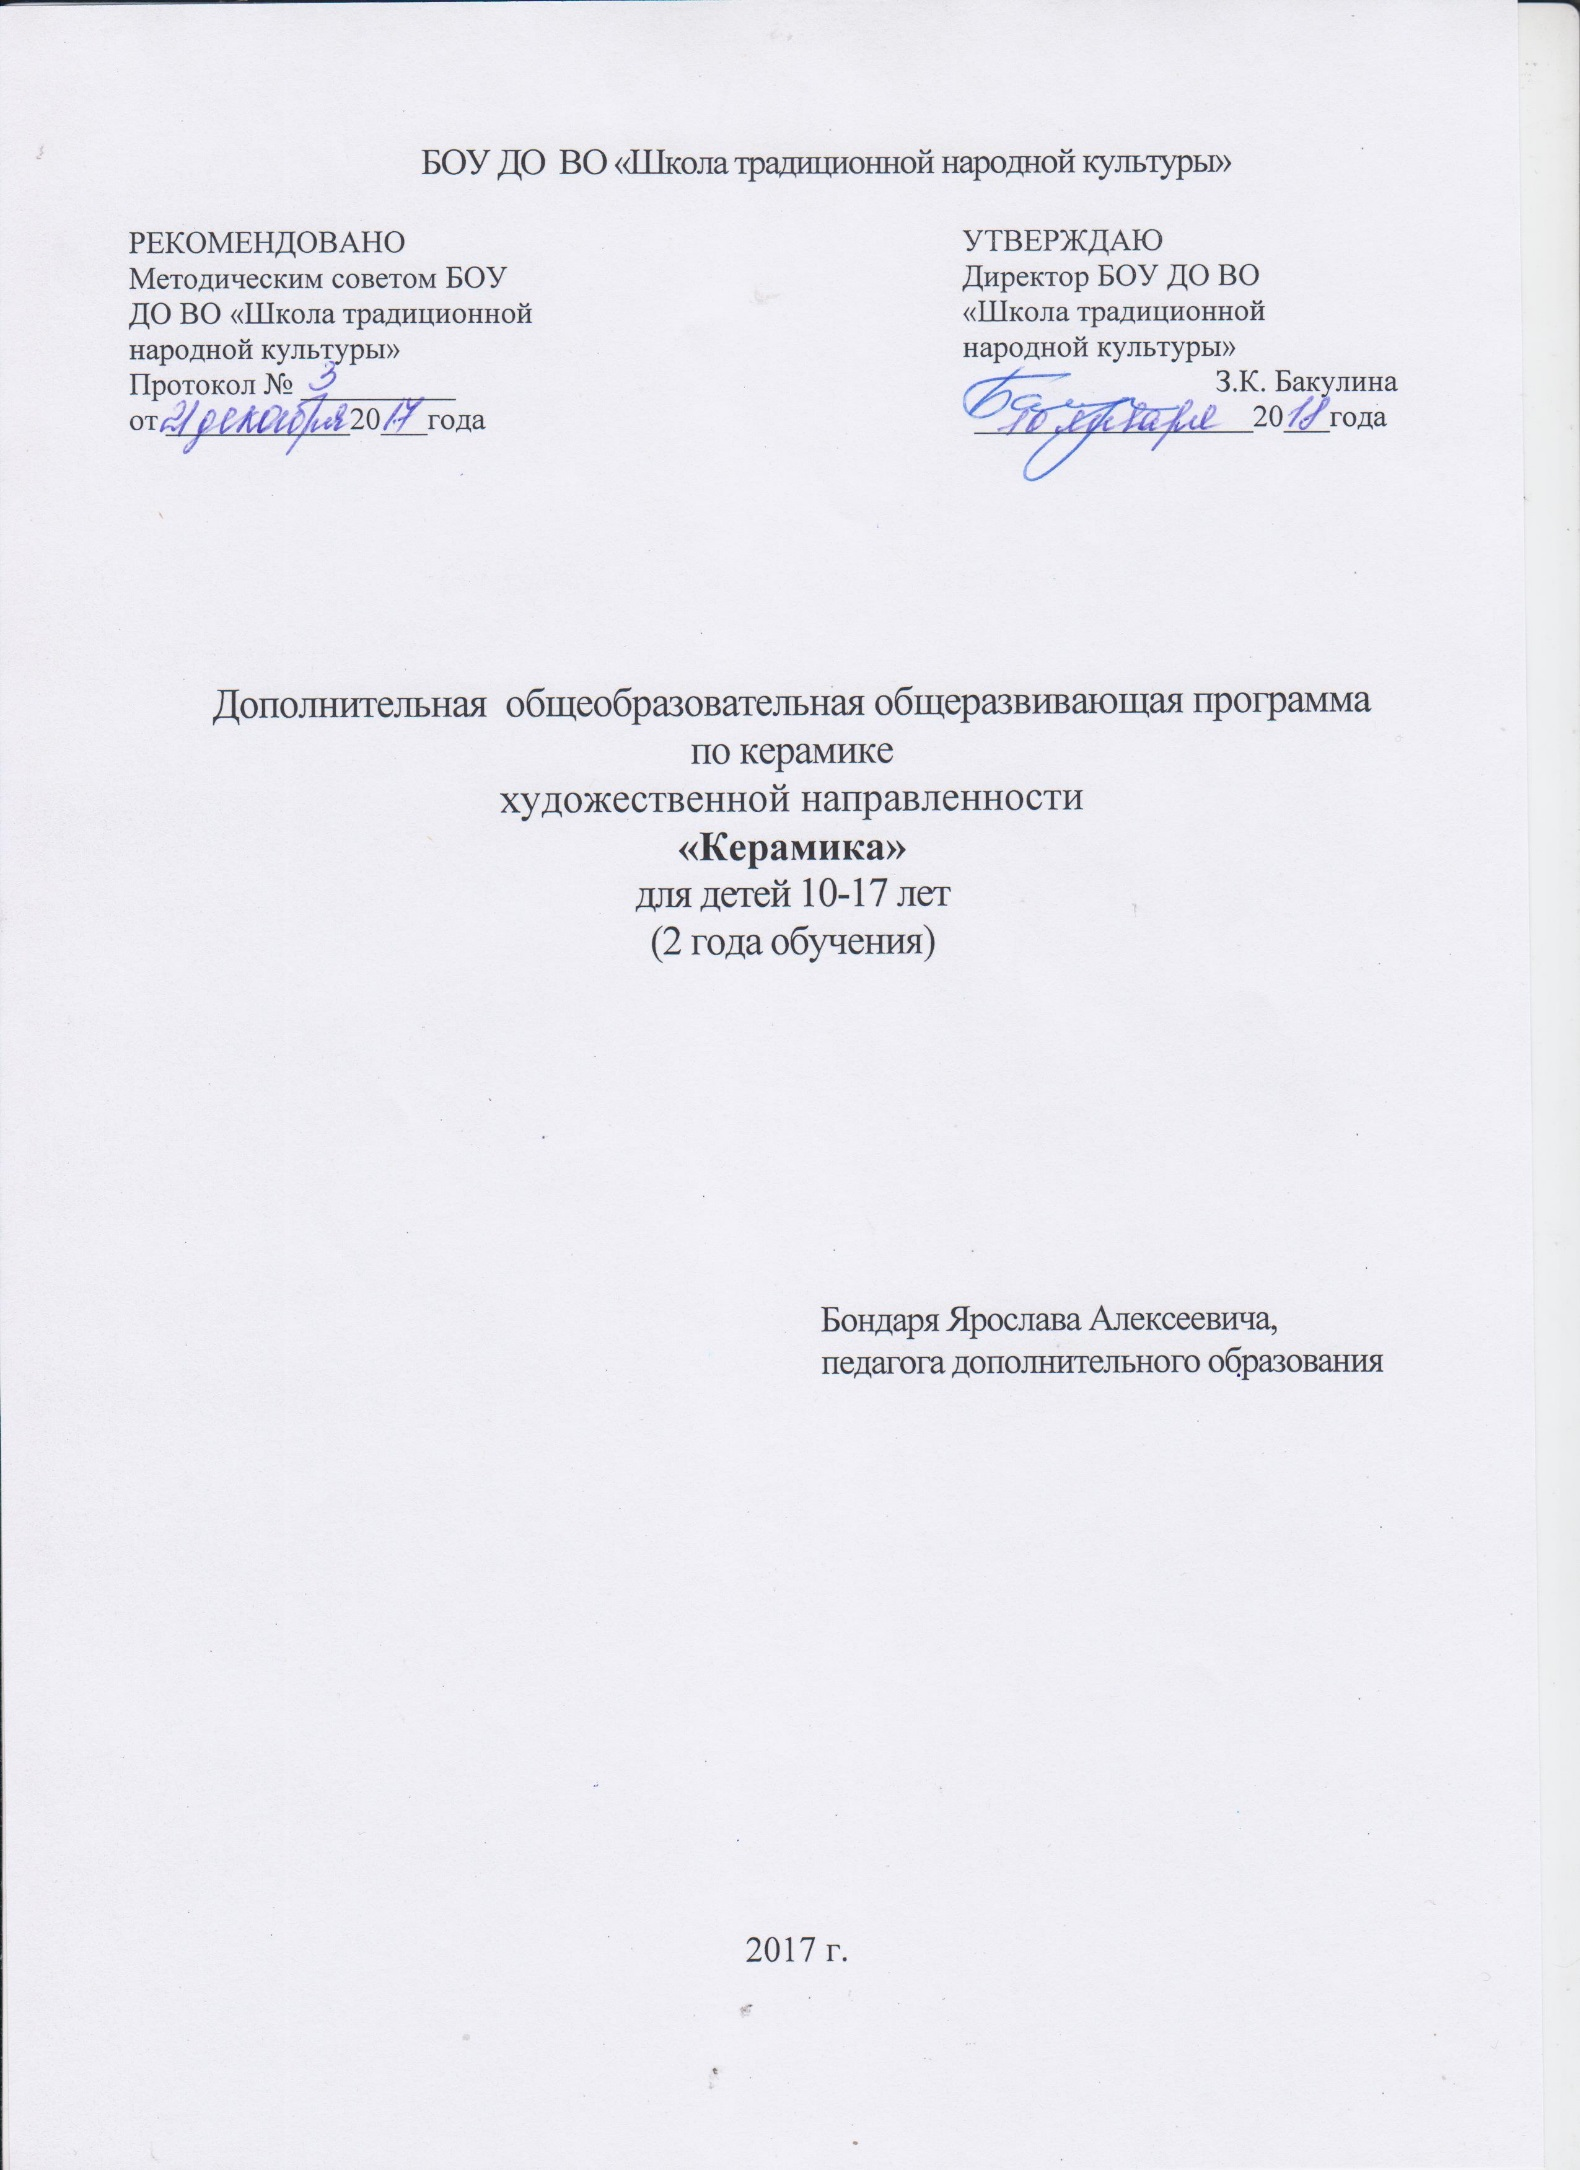 БОУ ДО ВО «Школа традиционной народной культуры»
РЕКОМЕНДОВАНО
Методическим советом БОУ
ДО ВО «Школа традиционной
народной культуры»
Протокол № 3
от 21 декабря 2017 года
УТВЕРЖДАЮ
Директор БОУ ДО ВО
«Школа традиционной
народной культуры»
З.К. Бакулина
10 января 2018 года
Дополнительная общеобразовательная общеразвивающая программа
по керамике
художественной направленности
«Керамика»
для детей 10-17 лет
(2 года обучения)
Бондаря Ярослава Алексеевича,
педагога дополнительного образования
2017 г.